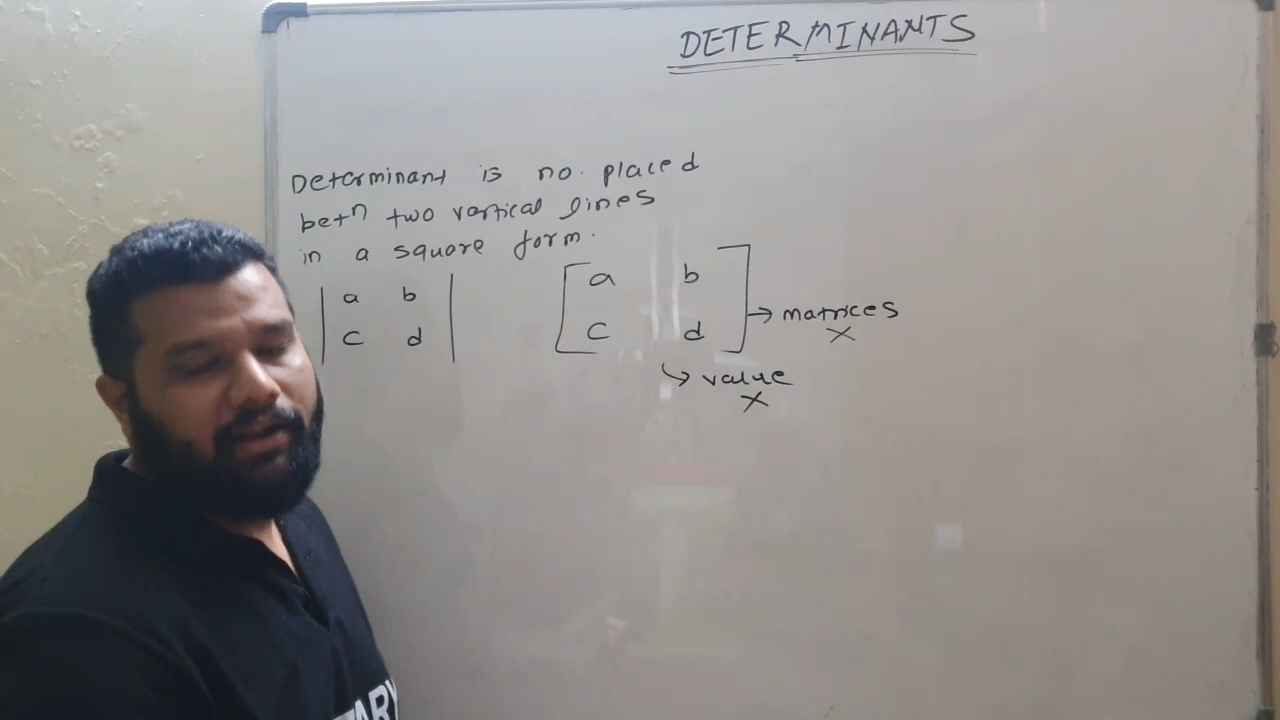 DETERMINANTS
Determinant is no. placed
betn two vertical lines
in a square form.
| a b |
| c d |
[ a b ]
[ c d ]
→ matrices
X
↳ value
X